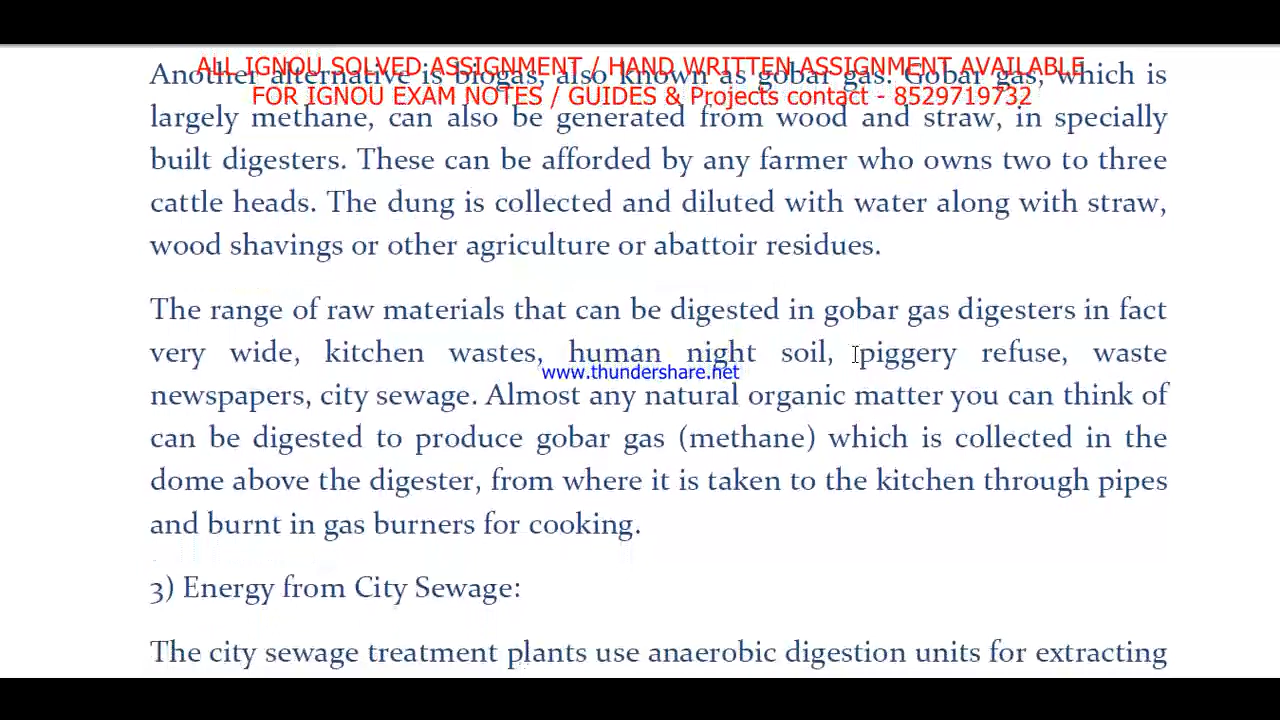 ALL IGNOU SOLVED ASSIGNMENT / HAND WRITTEN ASSIGNMENT AVAILABLE
FOR IGNOU EXAM NOTES / GUIDES & Projects contact - 8529719732
Another alternative is biogas, also known as gobar gas. Gobar gas, which is
largely methane, can also be generated from wood and straw, in specially
built digesters. These can be afforded by any farmer who owns two to three
cattle heads. The dung is collected and diluted with water along with straw,
wood shavings or other agriculture or abattoir residues.
The range of raw materials that can be digested in gobar gas digesters in fact
very wide, kitchen wastes, human night soil, piggery refuse, waste
www.thundershare.net
newspapers, city sewage. Almost any natural organic matter you can think of
can be digested to produce gobar gas (methane) which is collected in the
dome above the digester, from where it is taken to the kitchen through pipes
and burnt in gas burners for cooking.
3) Energy from City Sewage:
The city sewage treatment plants use anaerobic digestion units for extracting